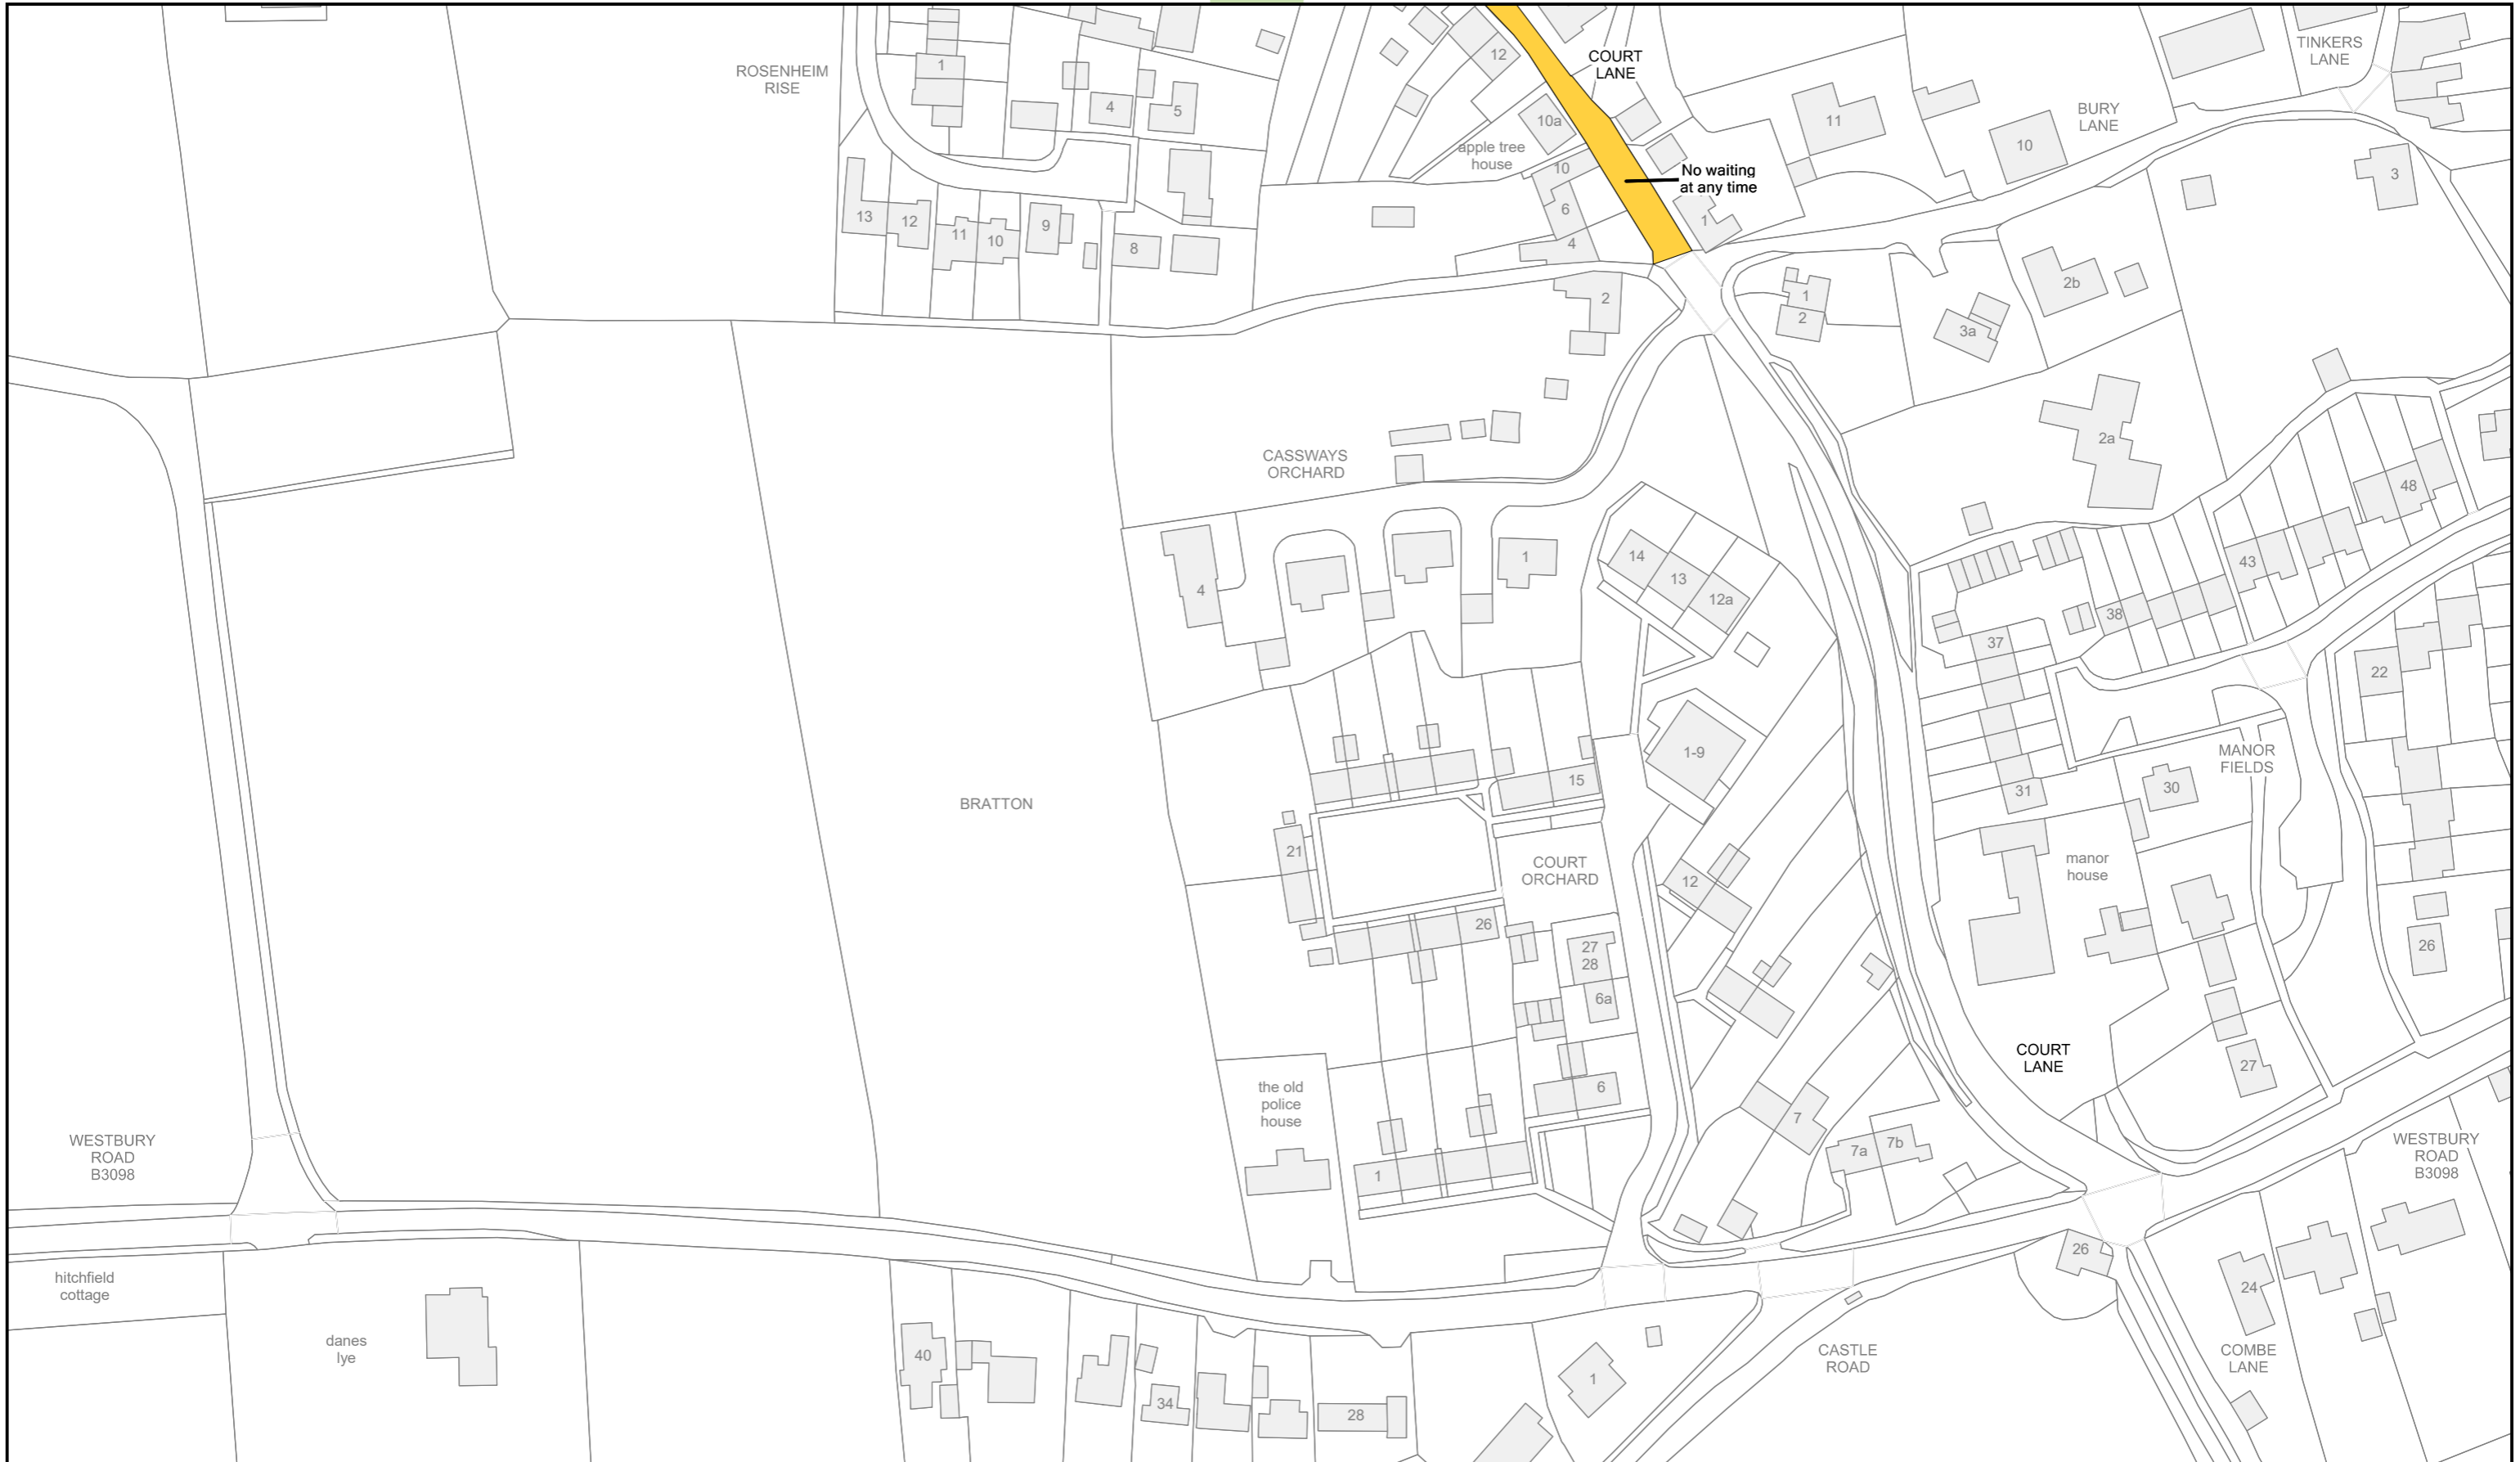 ROSENHEIM
RISE
1
4
5
12
COURT
LANE
TINKERS
LANE
BURY
LANE
10a
apple tree
house
10
11
10
3
No waiting
at any time
13
12
11
10
9
8
6
4
1
2
1
2
3a
2b
2a
CASSWAYS
ORCHARD
4
1
14
13
12a
48
43
38
37
22
BRATTON
1-9
15
31
30
MANOR
FIELDS
21
COURT
ORCHARD
12
manor
house
26
27
28
6a
26
the old
police
house
6
7
7a
7b
COURT
LANE
27
1
WESTBURY
ROAD
B3098
WESTBURY
ROAD
B3098
hitchfield
cottage
danes
lye
40
34
28
1
CASTLE
ROAD
26
24
COMBE
LANE